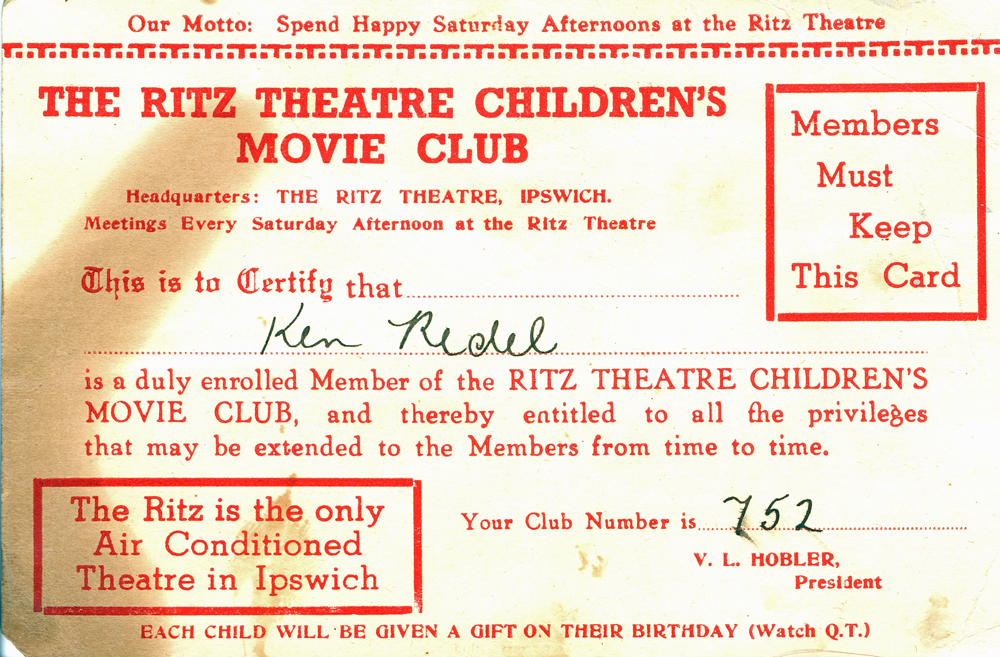 Our Motto: Spend Happy Saturday Afternoons at the Ritz Theatre
THE RITZ THEATRE CHILDREN'S
MOVIE CLUB
Headquarters: THE RITZ THEATRE, IPSWICH.
Meetings Every Saturday Afternoon at the Ritz Theatre
Members
Must
Keep
This Card
This is to Certify that
Ken Redel
is a duly enrolled Member of the RITZ THEATRE CHILDREN'S
MOVIE CLUB, and thereby entitled to all the privileges
that may be extended to the Members from time to time.
The Ritz is the only
Air Conditioned
Theatre in Ipswich
Your Club Number is 752
V. L. HOBLER,
President
EACH CHILD WILL BE GIVEN A GIFT ON THEIR BIRTHDAY (Watch Q.T.)